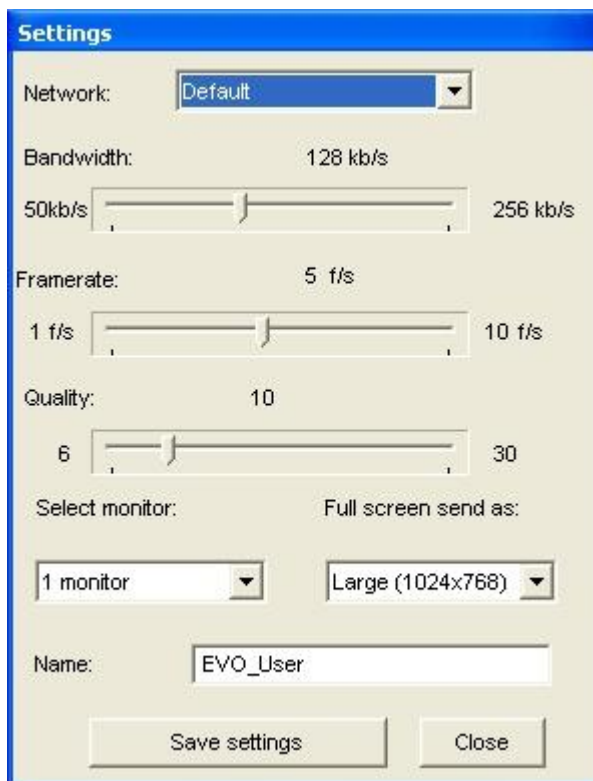 Settings
Network: Default
Bandwidth: 128 kb/s
50kb/s 256 kb/s
Framerate: 5 f/s
1 f/s 10 f/s
Quality: 10
6 30
Select monitor: Full screen send as:
1 monitor Large (1024x768)
Name: EVO_User
Save settings Close